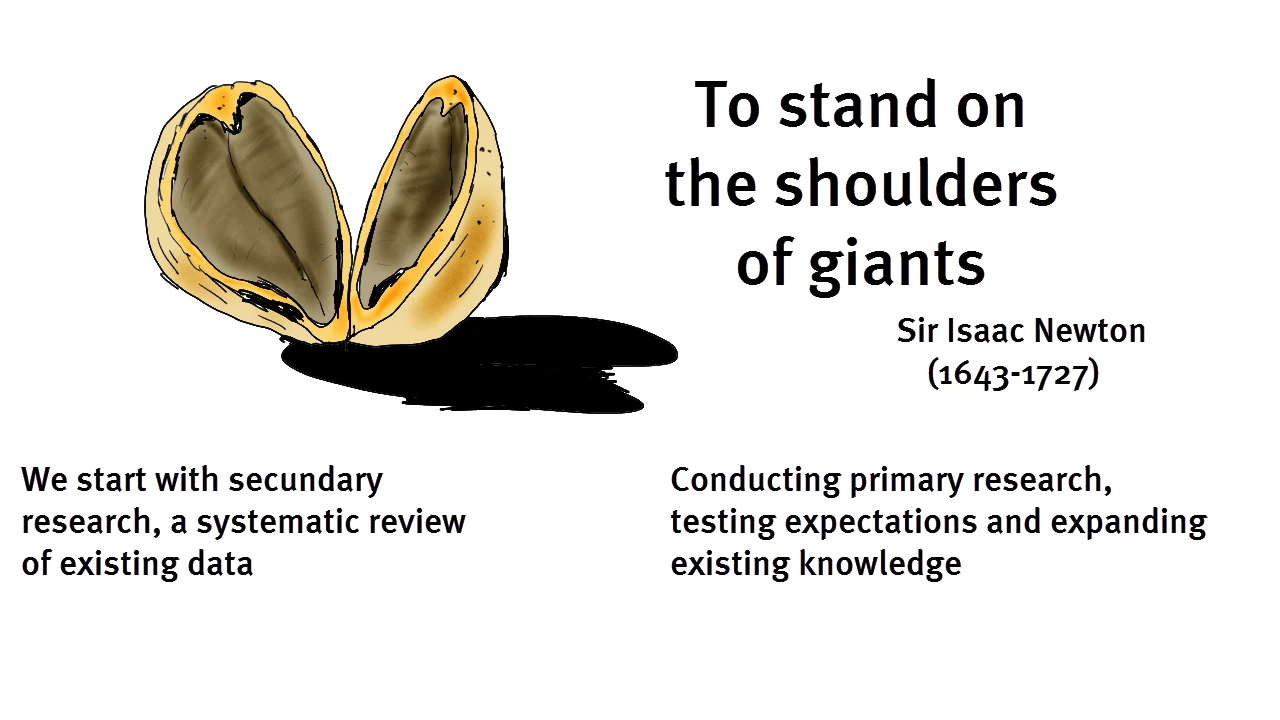 To stand on
the shoulders
of giants
Sir Isaac Newton
(1643-1727)
We start with secundary
research, a systematic review
of existing data
Conducting primary research,
testing expectations and expanding
existing knowledge